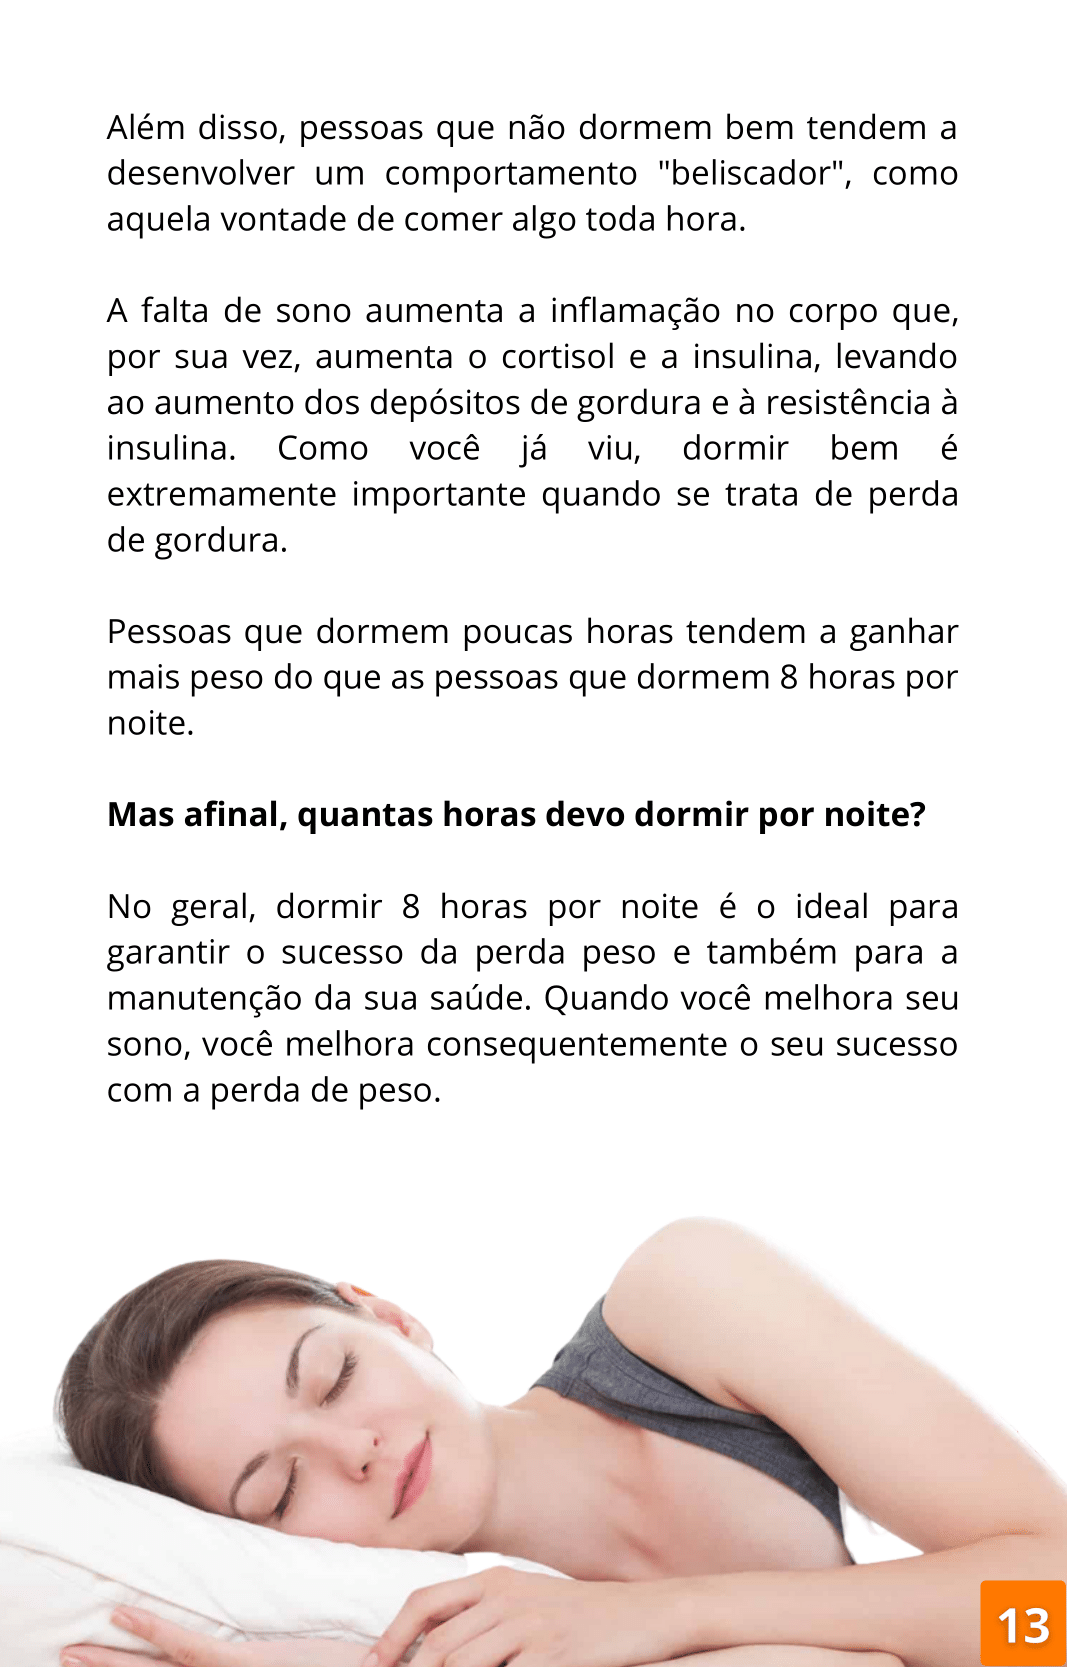 Além disso, pessoas que não dormem bem tendem a
desenvolver um comportamento "beliscador", como
aquela vontade de comer algo toda hora.
A falta de sono aumenta a inflamação no corpo que,
por sua vez, aumenta o cortisol e a insulina, levando
ao aumento dos depósitos de gordura e à resistência à
insulina. Como você já viu, dormir bem é
extremamente importante quando se trata de perda
de gordura.
Pessoas que dormem poucas horas tendem a ganhar
mais peso do que as pessoas que dormem 8 horas por
noite.
Mas afinal, quantas horas devo dormir por noite?
No geral, dormir 8 horas por noite é o ideal para
garantir o sucesso da perda peso e também para a
manutenção da sua saúde. Quando você melhora seu
sono, você melhora consequentemente o seu sucesso
com a perda de peso.
13